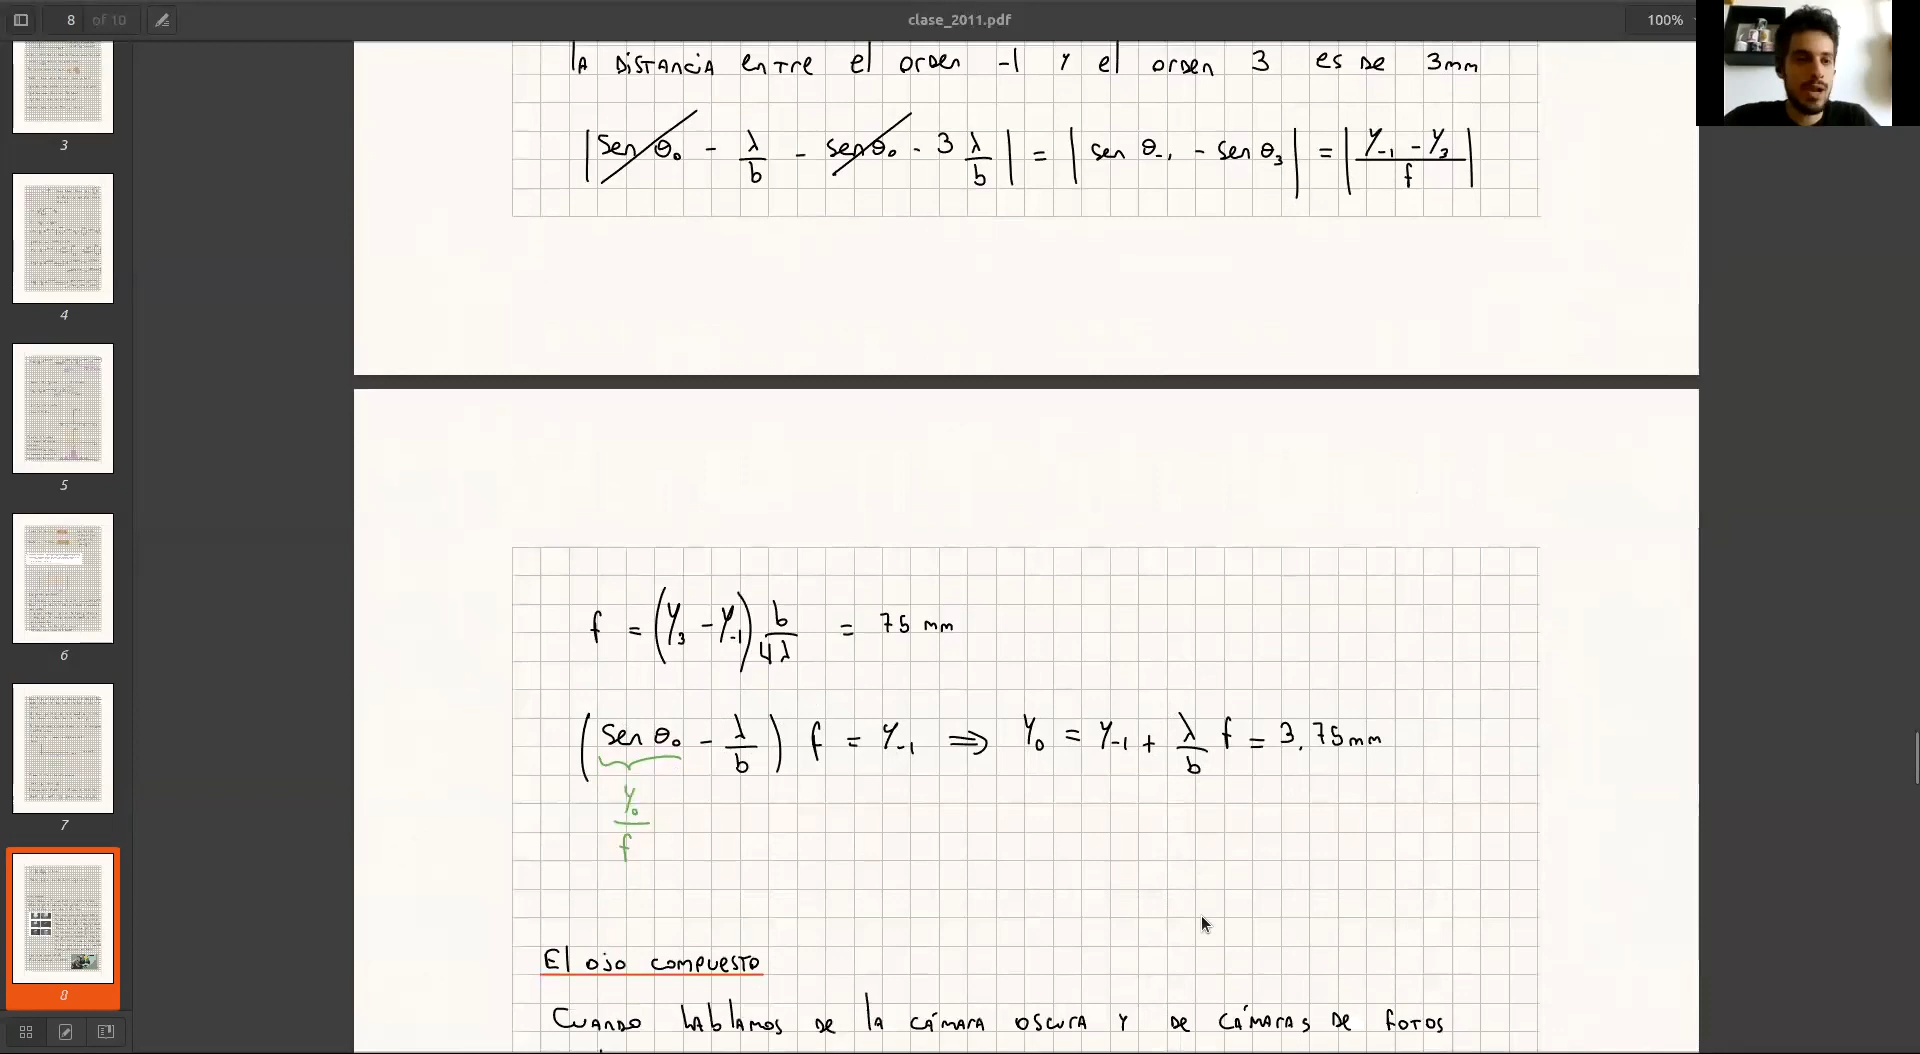 8 of 10
clase_2011.pdf
100%
3
4
5
6
7
8
LA DISTANCIA entre el orden -1 y el orden 3 es de 3mm
|sen θ₀ - λ/b - sen θ₀ - 3 λ/b| = |sen θ₋₁ - sen θ₃| = |(y₋₁ - y₃)/f|
f = (y₃ - y₋₁) b/4λ = 75 mm
(sen θ₀ - λ/b) f = y₋₁ ⇒ y₀ = y₋₁ + λ/b f = 3.75mm
y₀/f
El ojo compuesto
Cuando hablamos de la cámara oscura y de cámaras de fotos